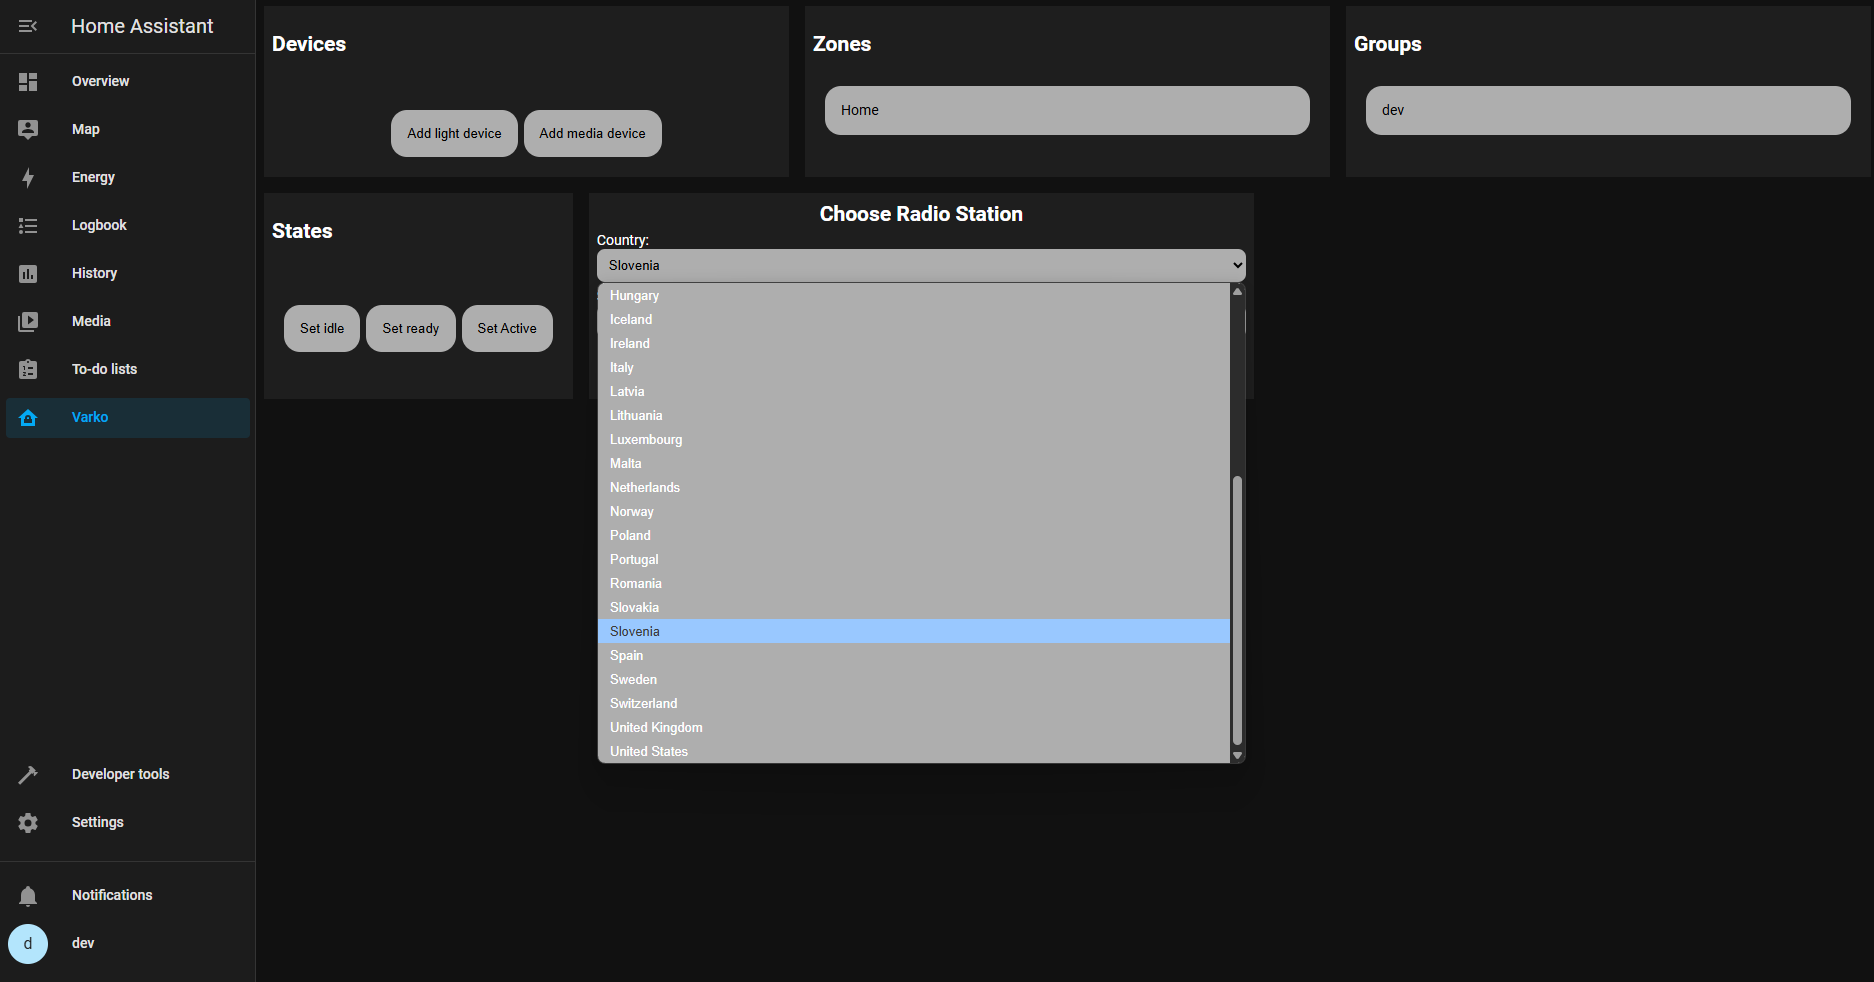 Home Assistant
Overview
Map
Energy
Logbook
History
Media
To-do lists
Varko
Developer tools
Settings
Notifications
d
dev
Devices
Add light device
Add media device
Zones
Home
Groups
dev
States
Set idle
Set ready
Set Active
Choose Radio Station
Country:
Slovenia
Hungary
Iceland
Ireland
Italy
Latvia
Lithuania
Luxembourg
Malta
Netherlands
Norway
Poland
Portugal
Romania
Slovakia
Slovenia
Spain
Sweden
Switzerland
United Kingdom
United States